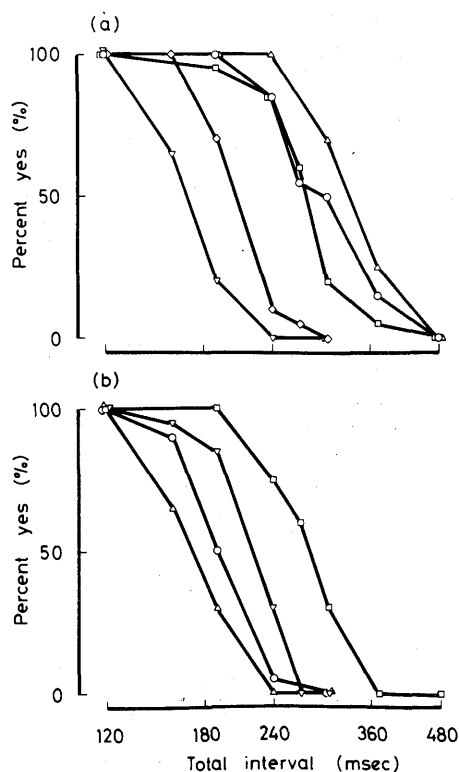 (a)
100
50
0
Percent yes (%)
(b)
100
50
0
Percent yes (%)
120 180 240 360 480
Total interval (msec)